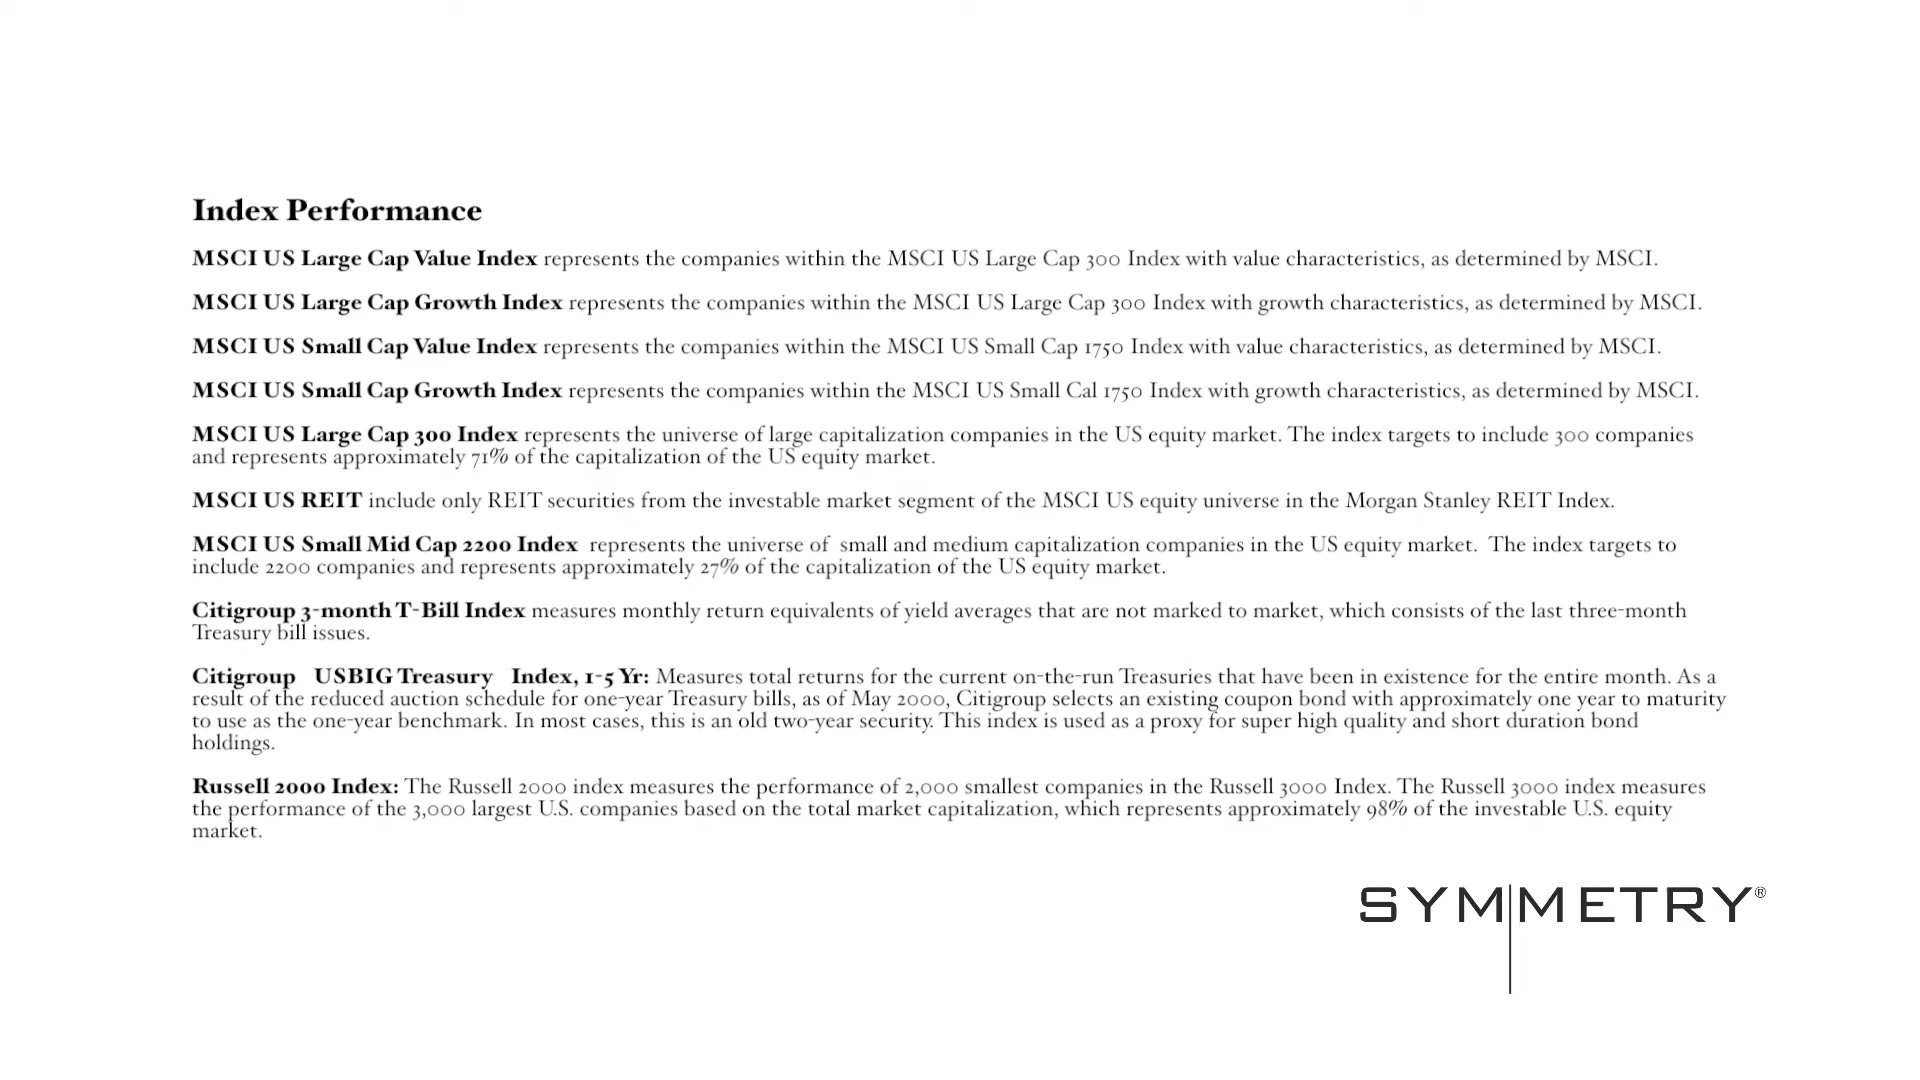 Index Performance
MSCI US Large Cap Value Index represents the companies within the MSCI US Large Cap 300 Index with value characteristics, as determined by MSCI.
MSCI US Large Cap Growth Index represents the companies within the MSCI US Large Cap 300 Index with growth characteristics, as determined by MSCI.
MSCI US Small Cap Value Index represents the companies within the MSCI US Small Cap 1750 Index with value characteristics, as determined by MSCI.
MSCI US Small Cap Growth Index represents the companies within the MSCI US Small Cal 1750 Index with growth characteristics, as determined by MSCI.
MSCI US Large Cap 300 Index represents the universe of large capitalization companies in the US equity market. The index targets to include 300 companies
and represents approximately 71% of the capitalization of the US equity market.
MSCI US REIT include only REIT securities from the investable market segment of the MSCI US equity universe in the Morgan Stanley REIT Index.
MSCI US Small Mid Cap 2200 Index represents the universe of small and medium capitalization companies in the US equity market. The index targets to
include 2200 companies and represents approximately 27% of the capitalization of the US equity market.
Citigroup 3-month T-Bill Index measures monthly return equivalents of yield averages that are not marked to market, which consists of the last three-month
Treasury bill issues.
Citigroup USBIG Treasury Index, 1-5 Yr: Measures total returns for the current on-the-run Treasuries that have been in existence for the entire month. As a
result of the reduced auction schedule for one-year Treasury bills, as of May 2000, Citigroup selects an existing coupon bond with approximately one year to maturity
to use as the one-year benchmark. In most cases, this is an old two-year security. This index is used as a proxy for super high quality and short duration bond
holdings.
Russell 2000 Index: The Russell 2000 index measures the performance of 2,000 smallest companies in the Russell 3000 Index. The Russell 3000 index measures
the performance of the 3,000 largest U.S. companies based on the total market capitalization, which represents approximately 98% of the investable U.S. equity
market.
SYMMETRY®